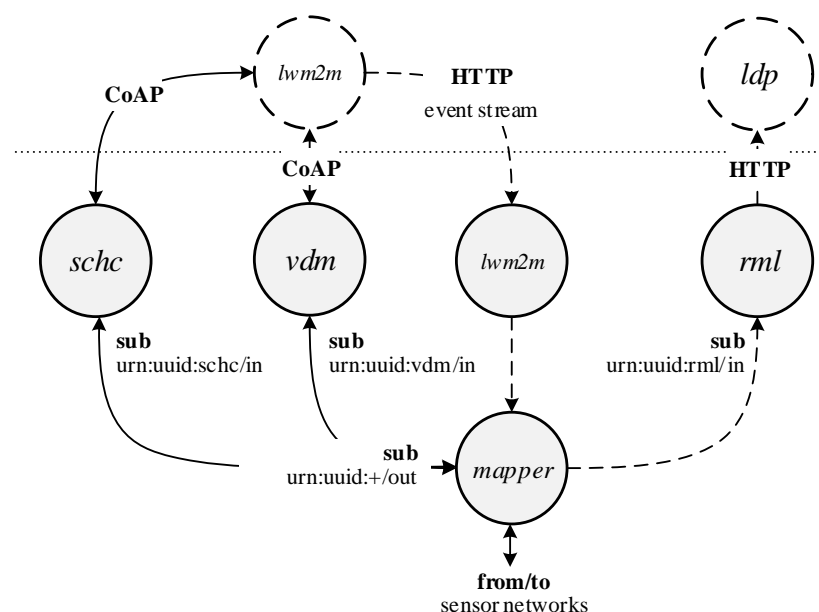 lwm2m
HTTP
ldp
CoAP
event stream
CoAP
HTTP
schc
vdm
lwm2m
rml
sub
urn:uuid:schc/in
sub
urn:uuid:vdm/in
sub
urn:uuid:rml/in
sub
urn:uuid:+/out
mapper
from/to
sensor networks